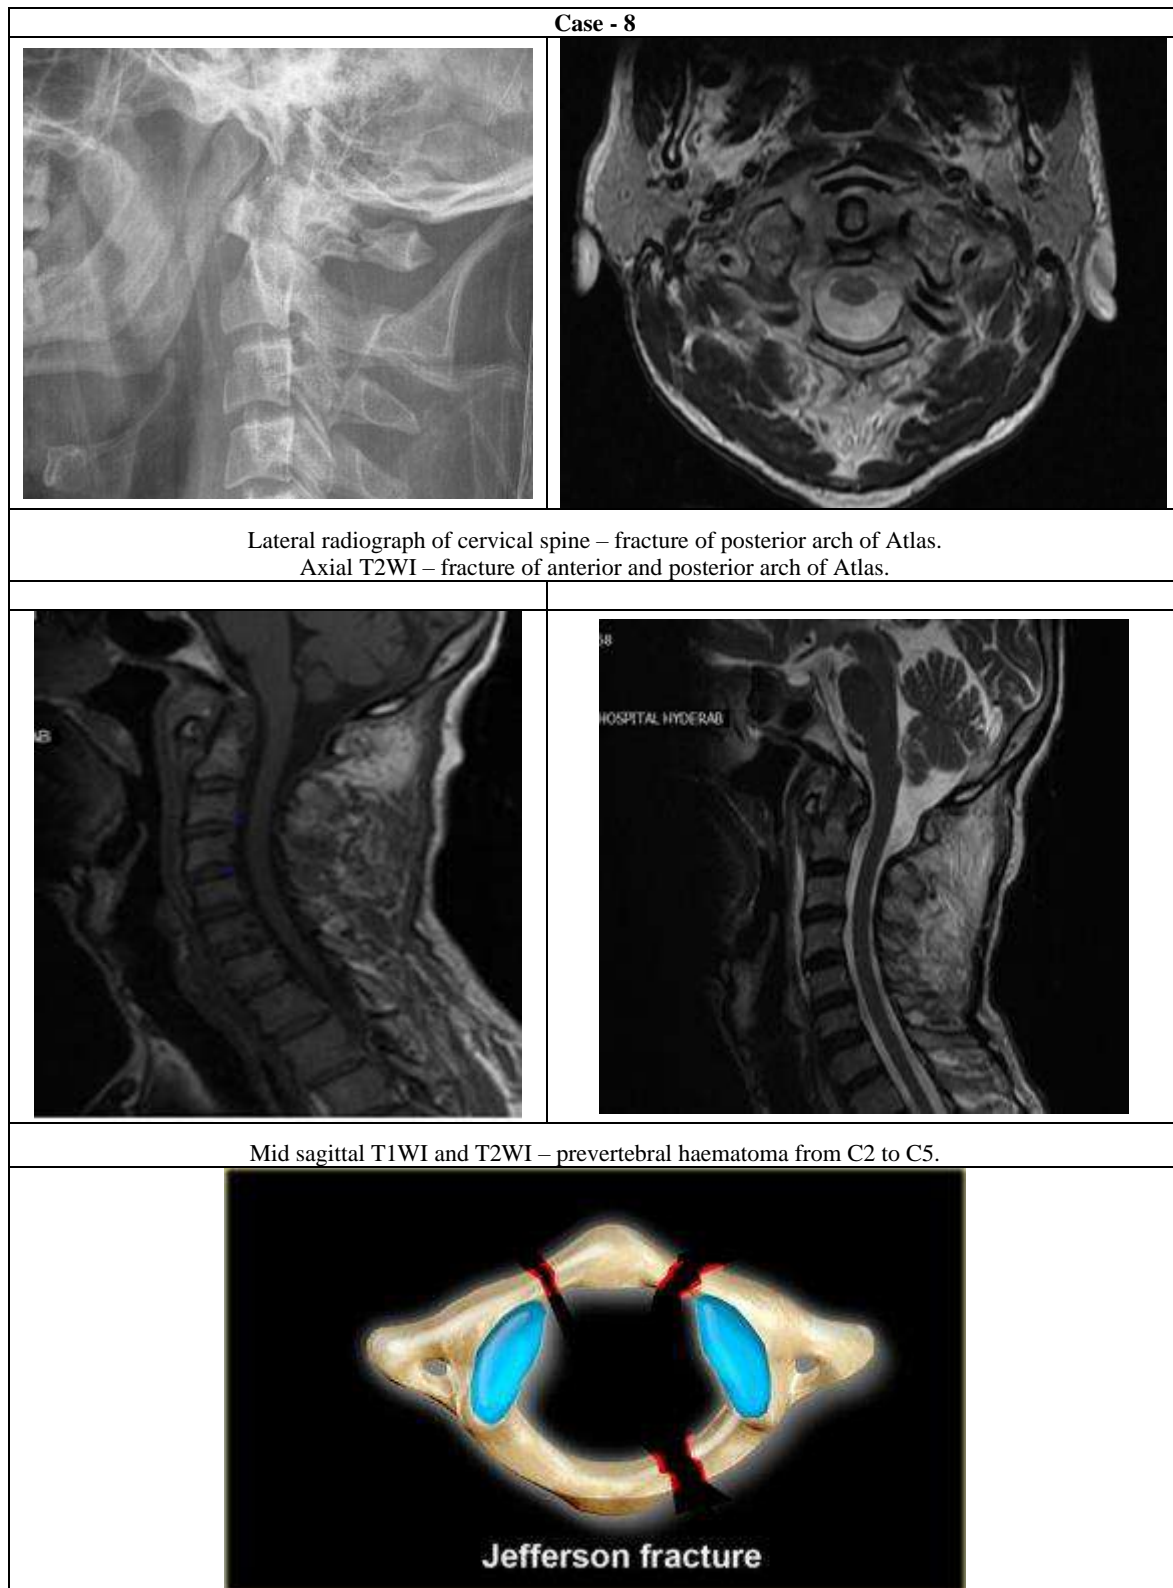 Case - 8
Lateral radiograph of cervical spine – fracture of posterior arch of Atlas.
Axial T2WI – fracture of anterior and posterior arch of Atlas.
AB
68
HOSPITAL HYDERAB
Mid sagittal T1WI and T2WI – prevertebral haematoma from C2 to C5.
Jefferson fracture